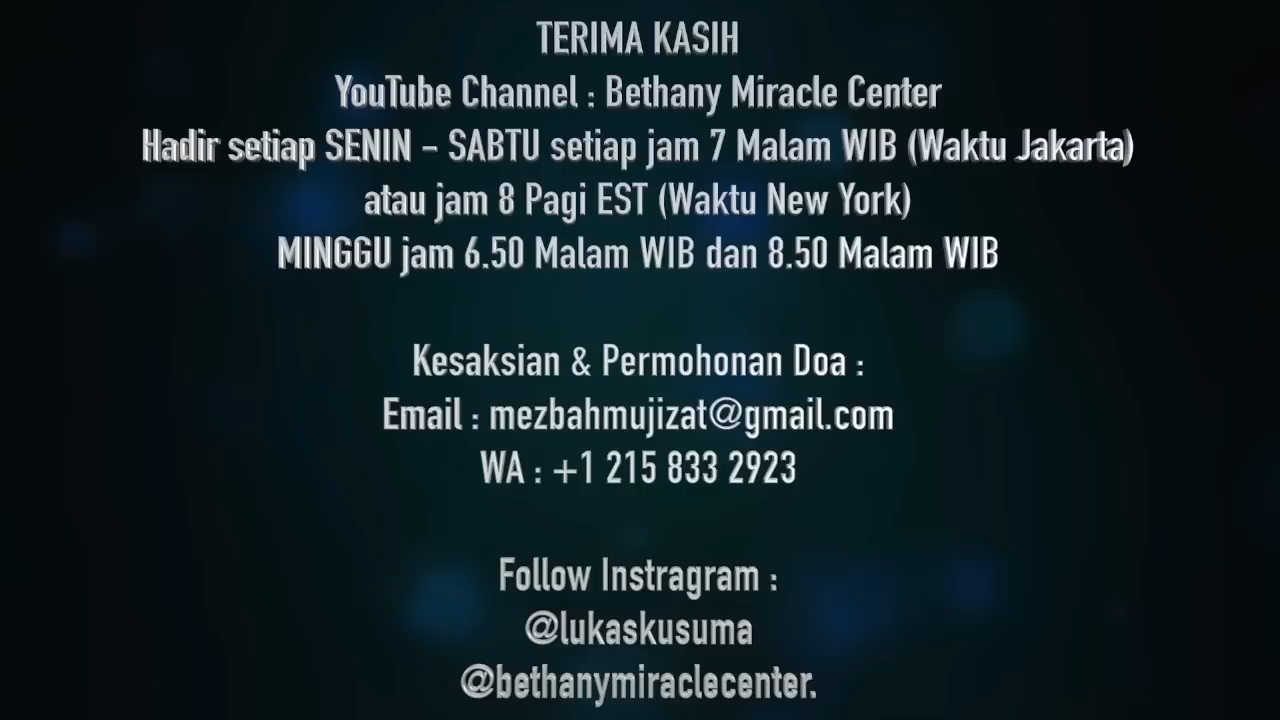 TERIMA KASIH
YouTube Channel : Bethany Miracle Center
Hadir setiap SENIN - SABTU setiap jam 7 Malam WIB (Waktu Jakarta)
atau jam 8 Pagi EST (Waktu New York)
MINGGU jam 6.50 Malam WIB dan 8.50 Malam WIB
Kesaksian & Permohonan Doa :
Email : mezbahmujizat@gmail.com
WA : +1 215 833 2923
Follow Instragram :
@lukaskusuma
@bethanymiraclecenter.